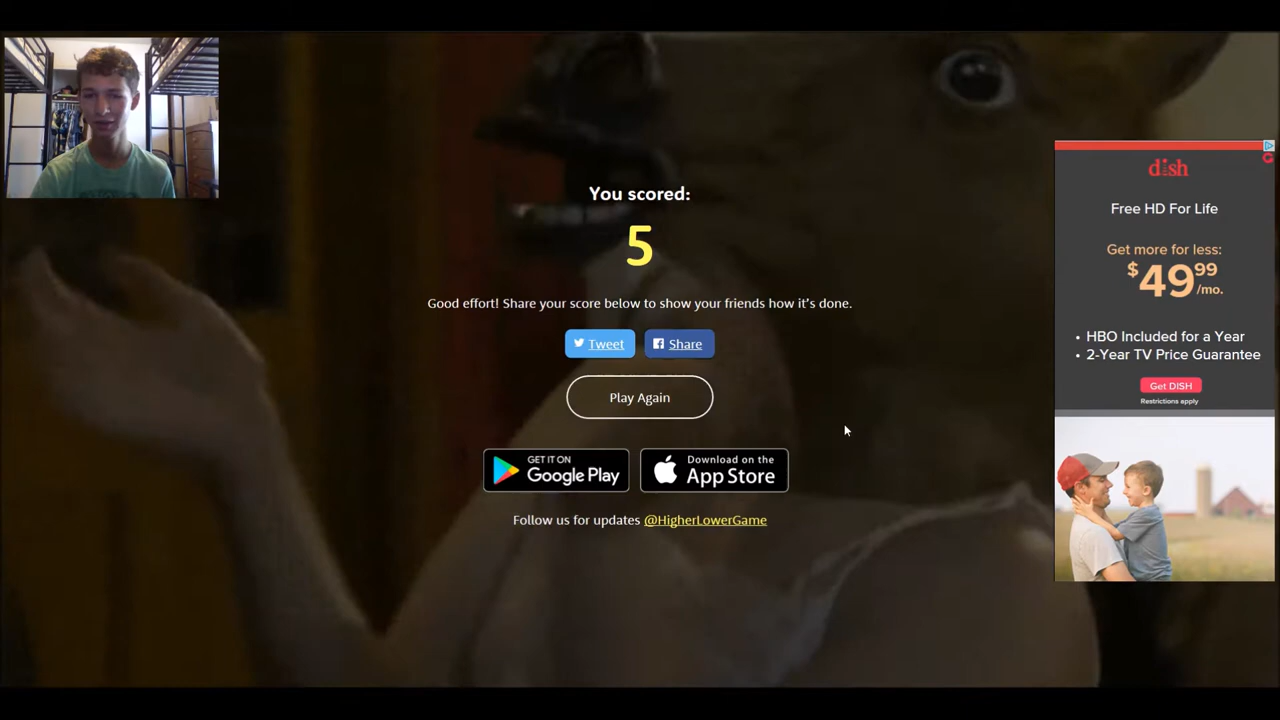 You scored:
5
Good effort! Share your score below to show your friends how it's done.
Tweet
Share
Play Again
GET IT ON
Google Play
Download on the
App Store
Follow us for updates @HigherLowerGame
dish
Free HD For Life
Get more for less:
$49 99 /mo.
• HBO Included for a Year
• 2-Year TV Price Guarantee
Get DISH
Restrictions apply